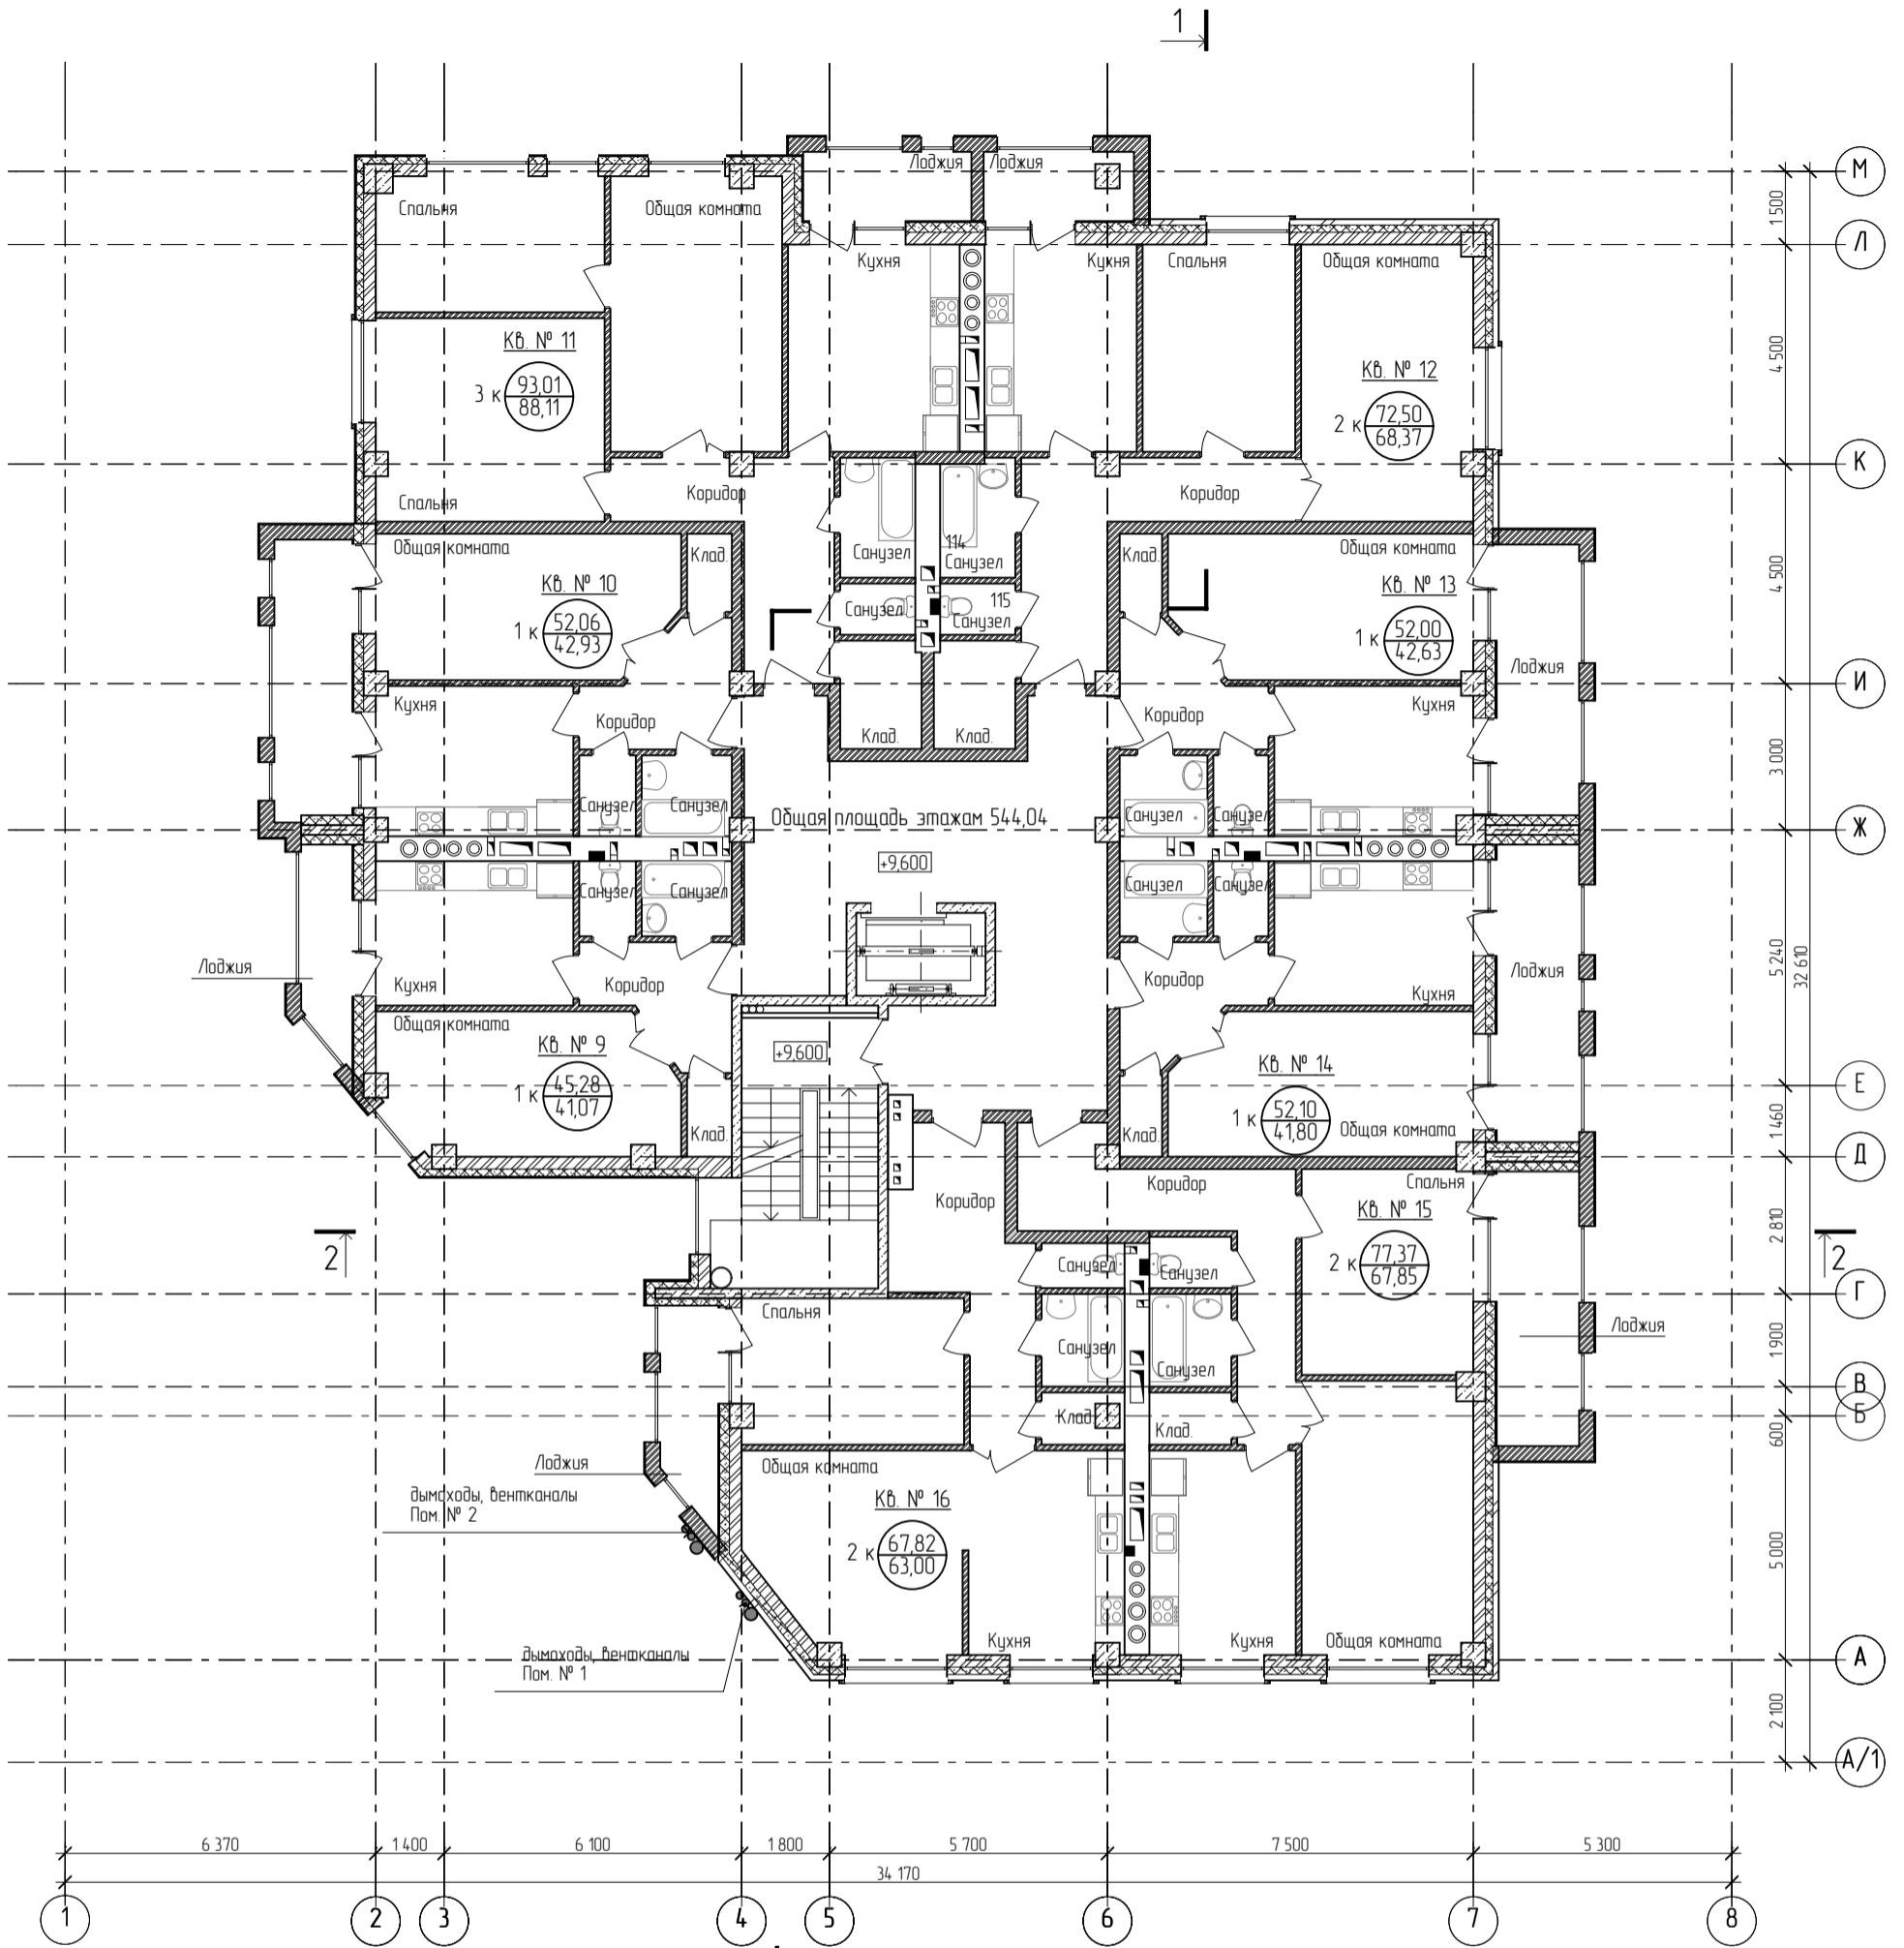 1
М
Лоджия Лоджия
Спальня
Общая комната
1 500
Л
Кухня
Кухня
Спальня
Общая комната
Кв. № 11
3 к 93,01
88,11
4 500
Кв. № 12
2 к 72,50
68,37
К
Спальня
Коридор
Коридор
Общая комната
Клад.
Санузел
114
Санузел
Клад.
Общая комната
Кв. № 10
1 к 52,06
42,93
4 500
Кв. № 13
1 к 52,00
42,63
Санузел
115
Санузел
Лоджия
И
Кухня
Коридор
Клад.
Клад.
Коридор
Кухня
3 000
Санузел
Санузел
Общая площадь этажам 544,04
Санузел
Санузел
Ж
+9,600
Санузел
Санузел
Санузел
Санузел
Лоджия
Кухня
Коридор
Коридор
Кухня
Лоджия
5 240
32 610
Общая комната
Кв. № 9
1 к 45,28
41,07
+9,600
Кв. № 14
1 к 52,10
41,80
Е
Клад.
Клад.
Общая комната
1 460
Д
Коридор
Коридор
Спальня
Кв. № 15
2 к 77,37
67,85
2 810
2
2
Санузел
Санузел
Г
Спальня
Лоджия
Санузел
Санузел
1 900
В
Б
Клад.
Клад.
600
Лоджия
Общая комната
дымоходы, вентканалы
Пом. № 2
Кв. № 16
2 к 67,82
63,00
5 000
дымоходы, вентканалы
Пом. № 1
Кухня
Кухня
Общая комната
А
2 100
А/1
6 370
1 400
6 100
1 800
5 700
7 500
5 300
34 170
1
2
3
4
5
6
7
8